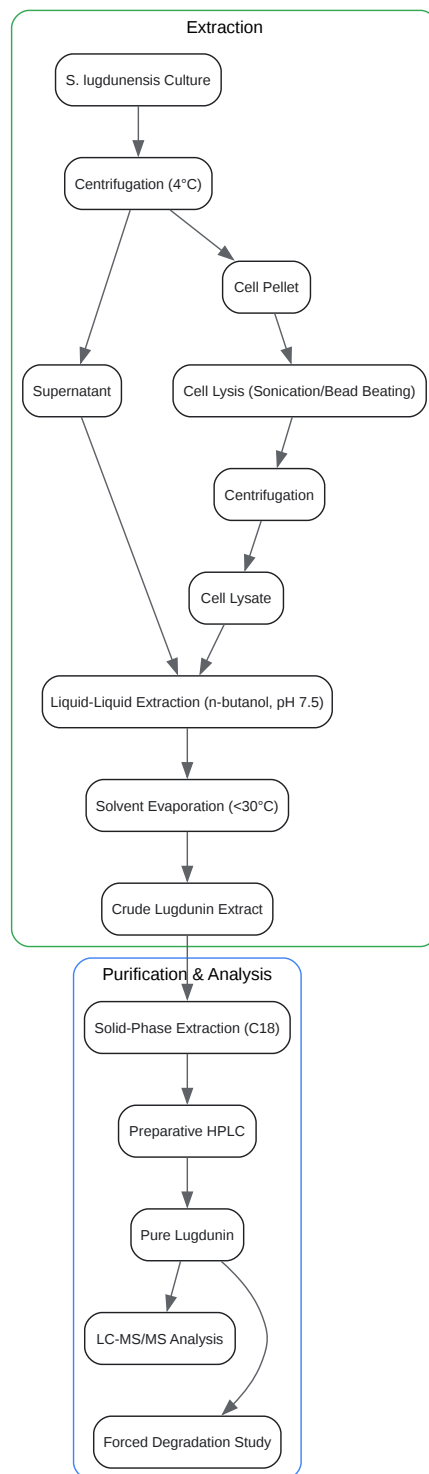 Extraction
S. lugdunensis Culture
Centrifugation (4°C)
Cell Pellet
Supernatant
Cell Lysis (Sonication/Bead Beating)
Centrifugation
Cell Lysate
Liquid-Liquid Extraction (n-butanol, pH 7.5)
Solvent Evaporation (<30°C)
Crude Lugdunin Extract
Purification & Analysis
Solid-Phase Extraction (C18)
Preparative HPLC
Pure Lugdunin
LC-MS/MS Analysis
Forced Degradation Study